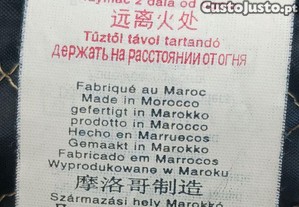 Custojusto.pt
z dala od
远离火处
Tűztől távol tartandó
держать на расстоянии от огня
Fabriqué au Maroc
Made in Morocco
gefertigt in Marokko
prodotto in Marocco
Hecho en Marruecos
Gemaakt in Marokko
Fabricado em Marrocos
Wyprodukowane w Maroku
摩洛哥制造
Származási hely Marokkó